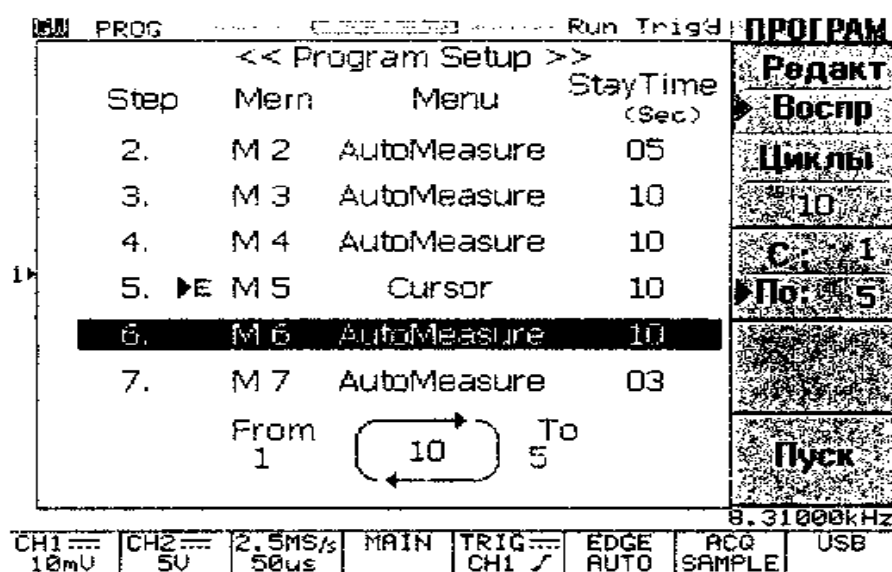 PROG Run Trig'd ПРОГРАМ
<< Program Setup >>
Step Mem Menu StayTime
(Sec)
2. M 2 AutoMeasure 05
3. M 3 AutoMeasure 10
4. M 4 AutoMeasure 10
5. E M 5 Cursor 10
6. M 6 AutoMeasure 10
7. M 7 AutoMeasure 03
From To
1 10 5
Редакт
Воспр
Циклы
10
С: 1
По: 5
Пуск
8.31000kHz
CH1 CH2 2.5MS/s MAIN TRIG EDGE ACQ USB
10mV 5V 50us CH1 AUTO SAMPLE